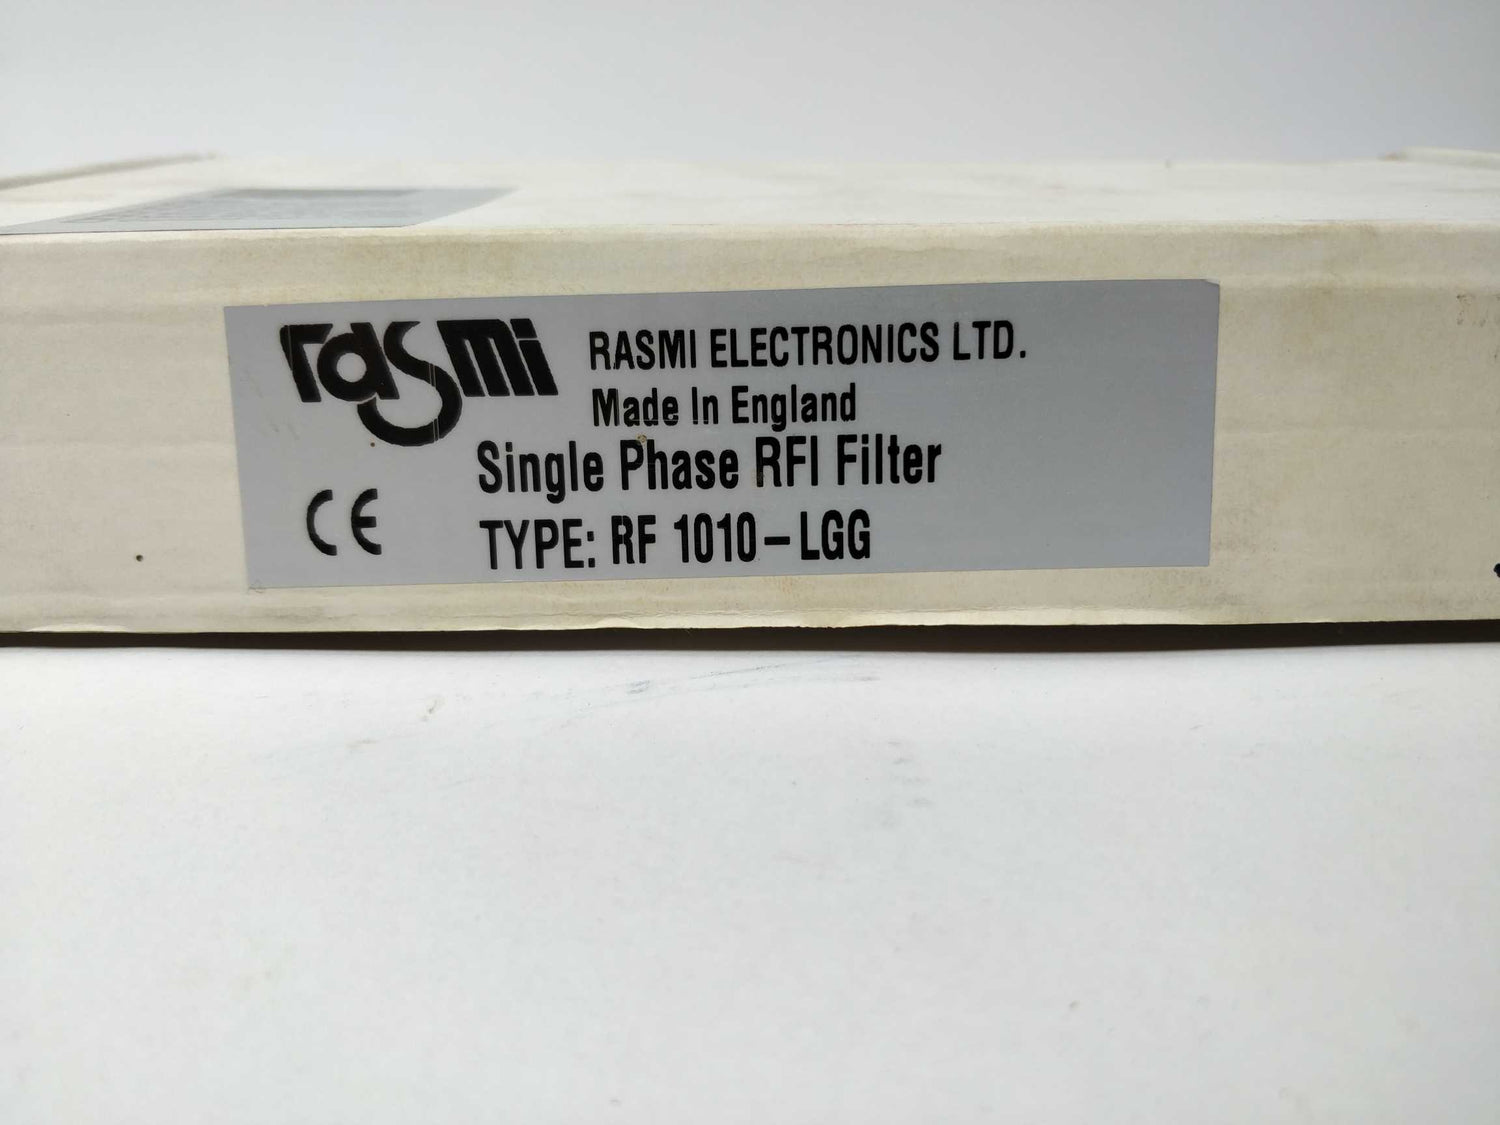 rasmi
RASMI ELECTRONICS LTD.
Made In England
Single Phase RFI Filter
CE
TYPE: RF 1010-LGG